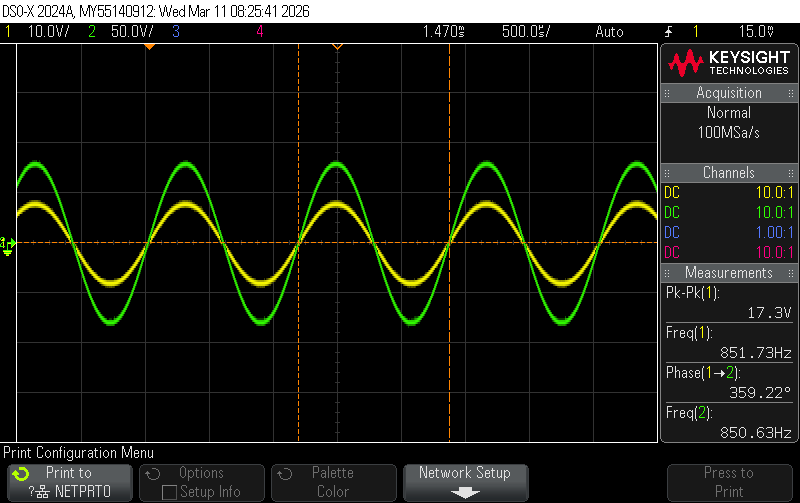 DSO-X 2024A, MY55140912: Wed Mar 11 08:25:41 2026
1 10.0V/ 2 50.0V/ 3 4 1.470ms 500.0µs/ Auto 1 15.0V
KEYSIGHT
TECHNOLOGIES
Acquisition
Normal
100MSa/s
Channels
DC 10.0:1
DC 10.0:1
DC 1.00:1
DC 10.0:1
Measurements
Pk-Pk(1):
17.3V
Freq(1):
851.73Hz
Phase(1→2):
359.22°
Freq(2):
850.63Hz
Print Configuration Menu
Print to
NETPRT0
Options
Setup Info
Palette
Color
Network Setup
Press to
Print